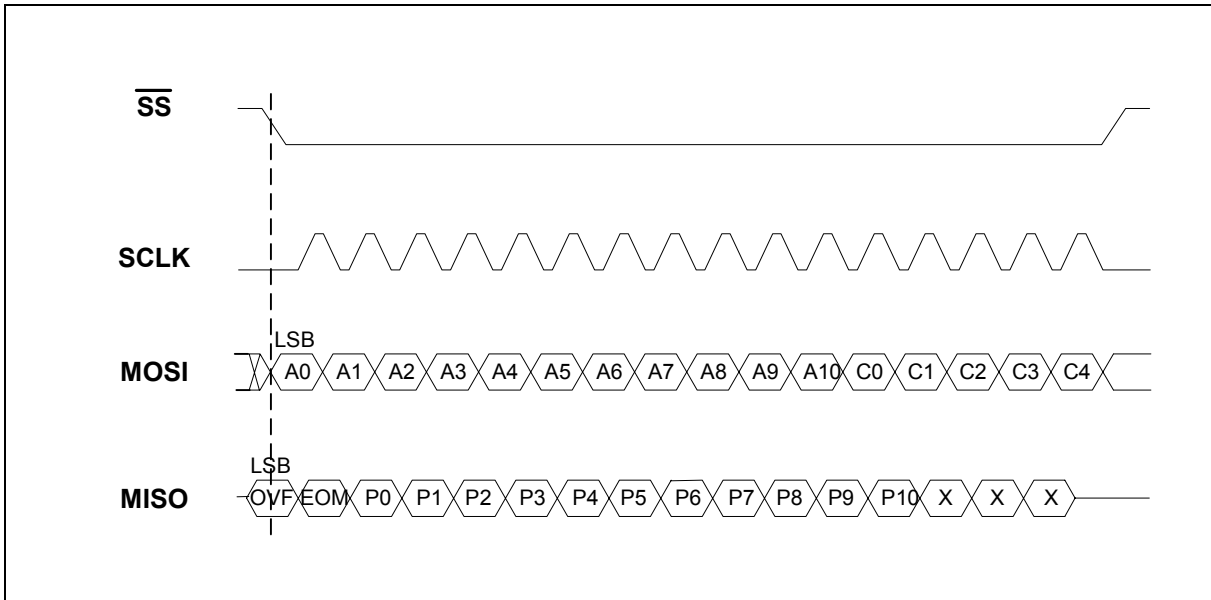 SS
SCLK
LSB
MOSI A0 A1 A2 A3 A4 A5 A6 A7 A8 A9 A10 C0 C1 C2 C3 C4
LSB
MISO OVF EOM P0 P1 P2 P3 P4 P5 P6 P7 P8 P9 P10 X X X